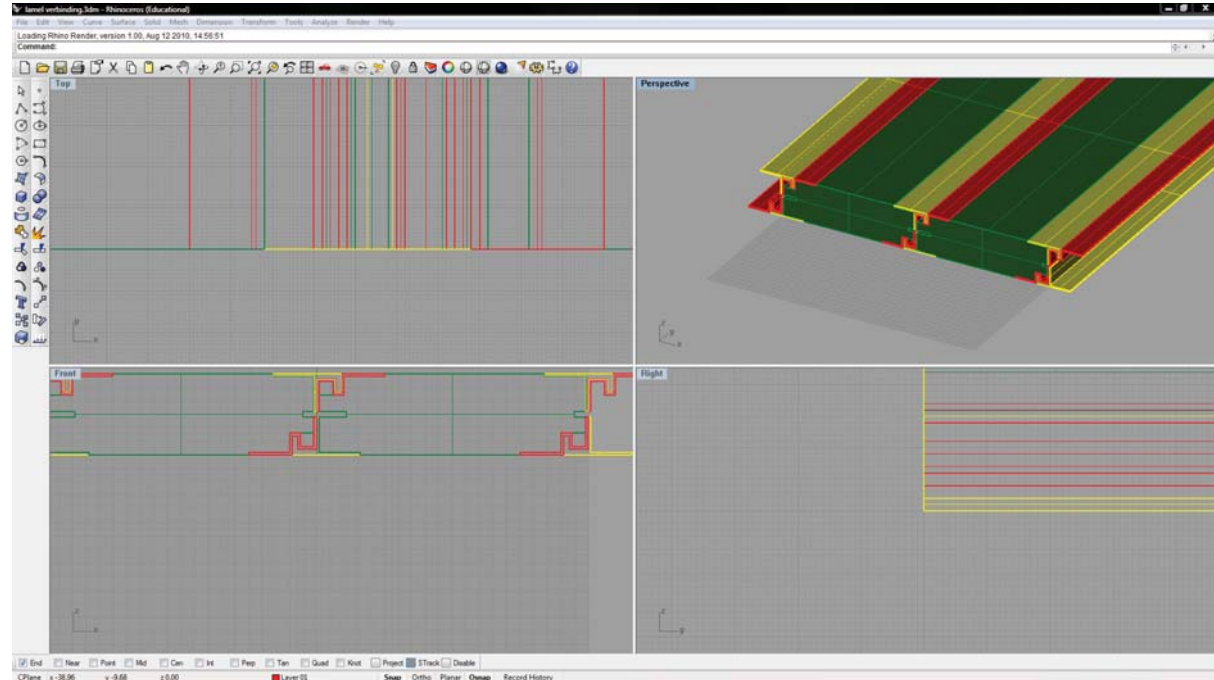 lamel verbinding.3dm - Rhinoceros (Educational)
File Edit View Curve Surface Solid Mesh Dimension Transform Tools Analyze Render Help
Loading Rhino Render, version 1.00, Aug 12 2010, 14:56:51
Command:
Top
Perspective
y
x
z
y
x
Front
Right
z
x
z
y
End Near Point Mid Cen Int Perp Tan Quad Knot Project STrack Disable
CPlane x -38.96 y -9.68 z 0.00 Layer 01 Snap Ortho Planar Osnap Record History